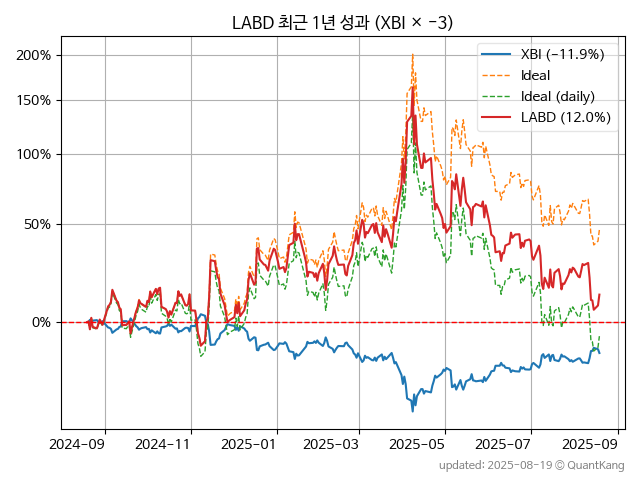 LABD 최근 1년 성과 (XBI × −3)
200%
150%
100%
50%
0%
XBI (−11.9%)
Ideal
Ideal (daily)
LABD (12.0%)
2024-09
2024-11
2025-01
2025-03
2025-05
2025-07
2025-09
updated: 2025-08-19 © QuantKang